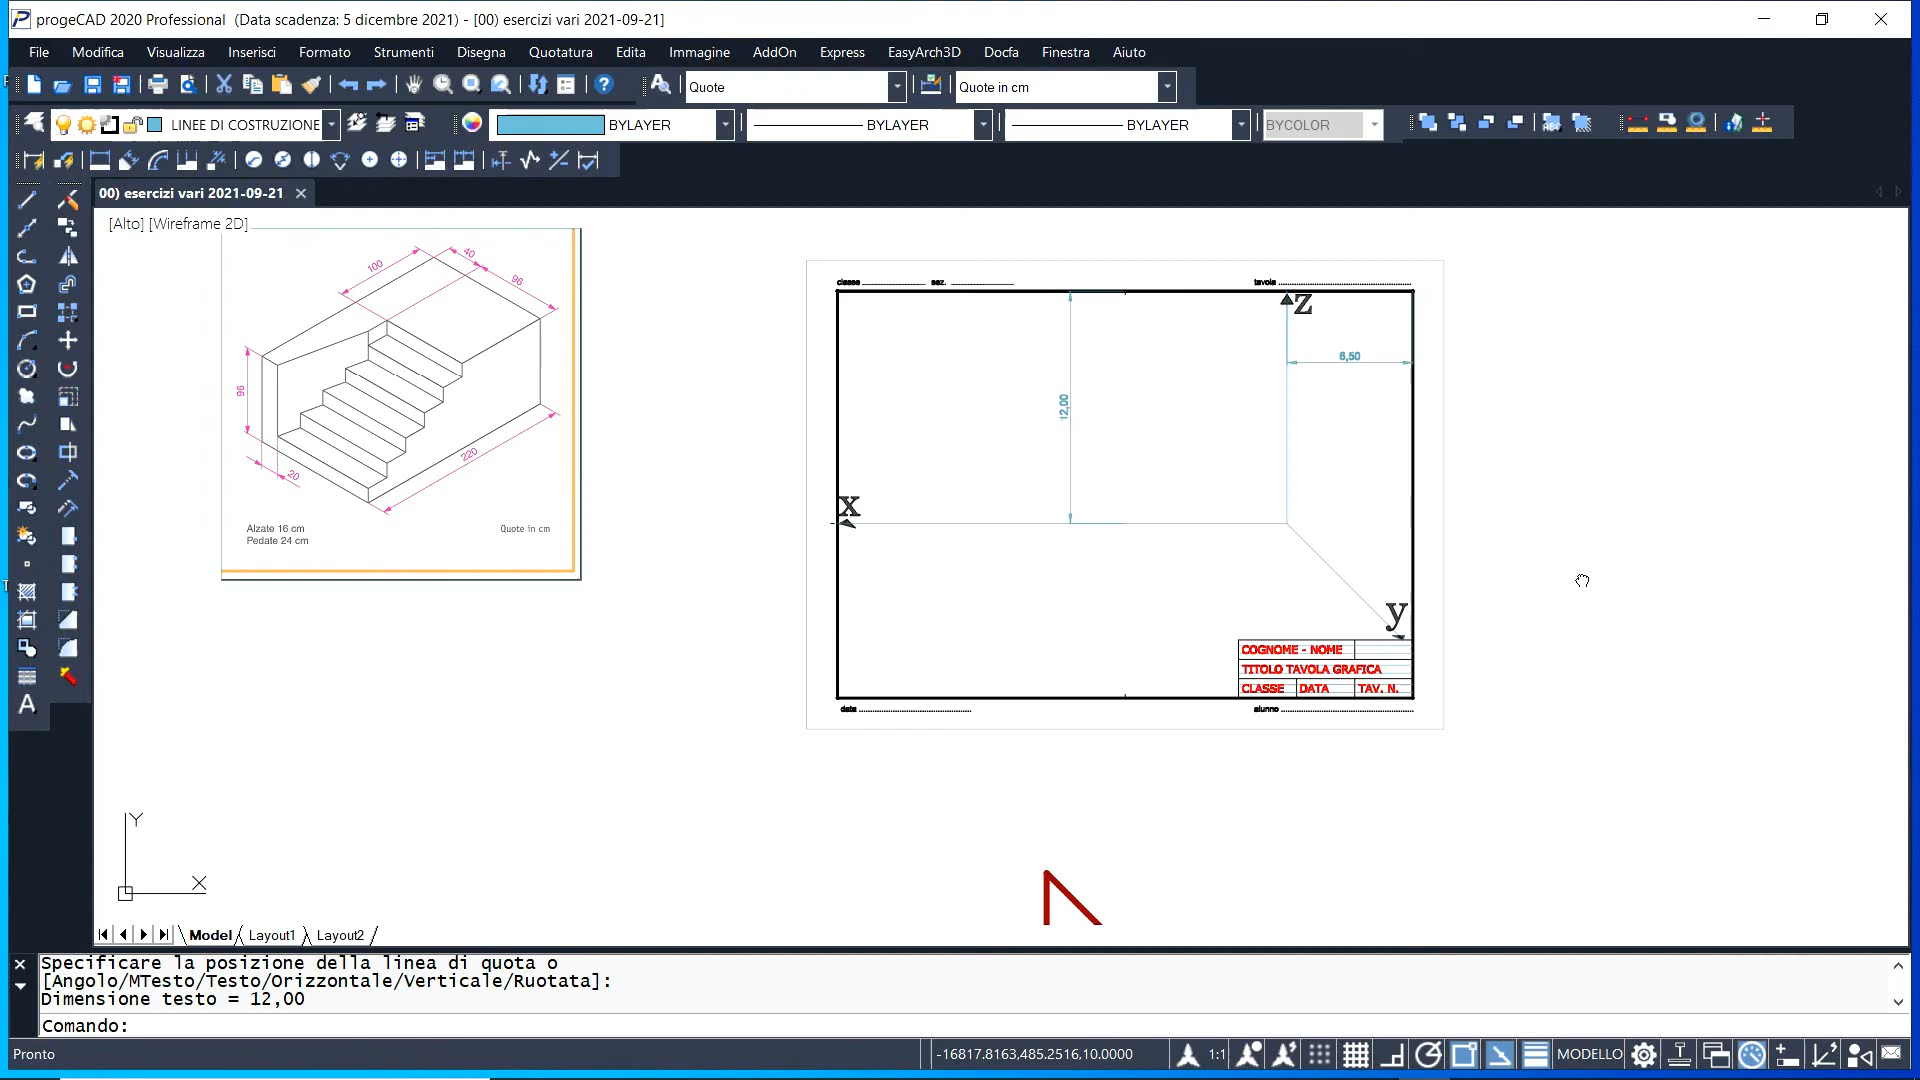 progeCAD 2020 Professional (Data scadenza: 5 dicembre 2021) - [00) esercizi vari 2021-09-21]
File Modifica Visualizza Inserisci Formato Strumenti Disegna Quotatura Edita Immagine AddOn Express EasyArch3D Docfa Finestra Aiuto
Quote Quote in cm
LINEE DI COSTRUZIONE BYLAYER BYLAYER BYLAYER BYCOLOR
00) esercizi vari 2021-09-21
[Alto] [Wireframe 2D]
100 40 96
96
220
20
Alzate 16 cm
Pedate 24 cm
Quote in cm
classe sez. tavola
z
6,50
12,00
x
y
COGNOME - NOME
TITOLO TAVOLA GRAFICA
CLASSE DATA TAV. N.
data alunno
Y
X
A
Model Layout1 Layout2
Specificare la posizione della linea di quota o
[Angolo/MTesto/Testo/Orizzontale/Verticale/Ruotata]:
Dimensione testo = 12,00
Comando:
Pronto -16817.8163,485.2516,10.0000 1:1 MODELLO